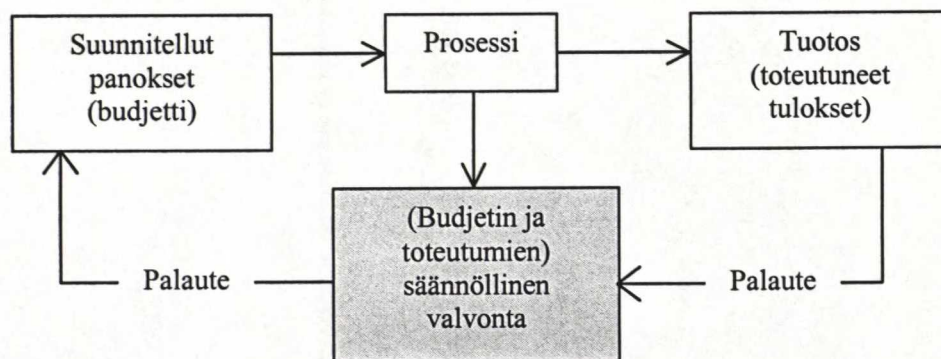 Suunnitellut
panokset
(budjetti)
Prosessi
Tuotos
(toteutuneet
tulokset)
(Budjetin ja
toteutumien)
säännöllinen
valvonta
Palaute
Palaute